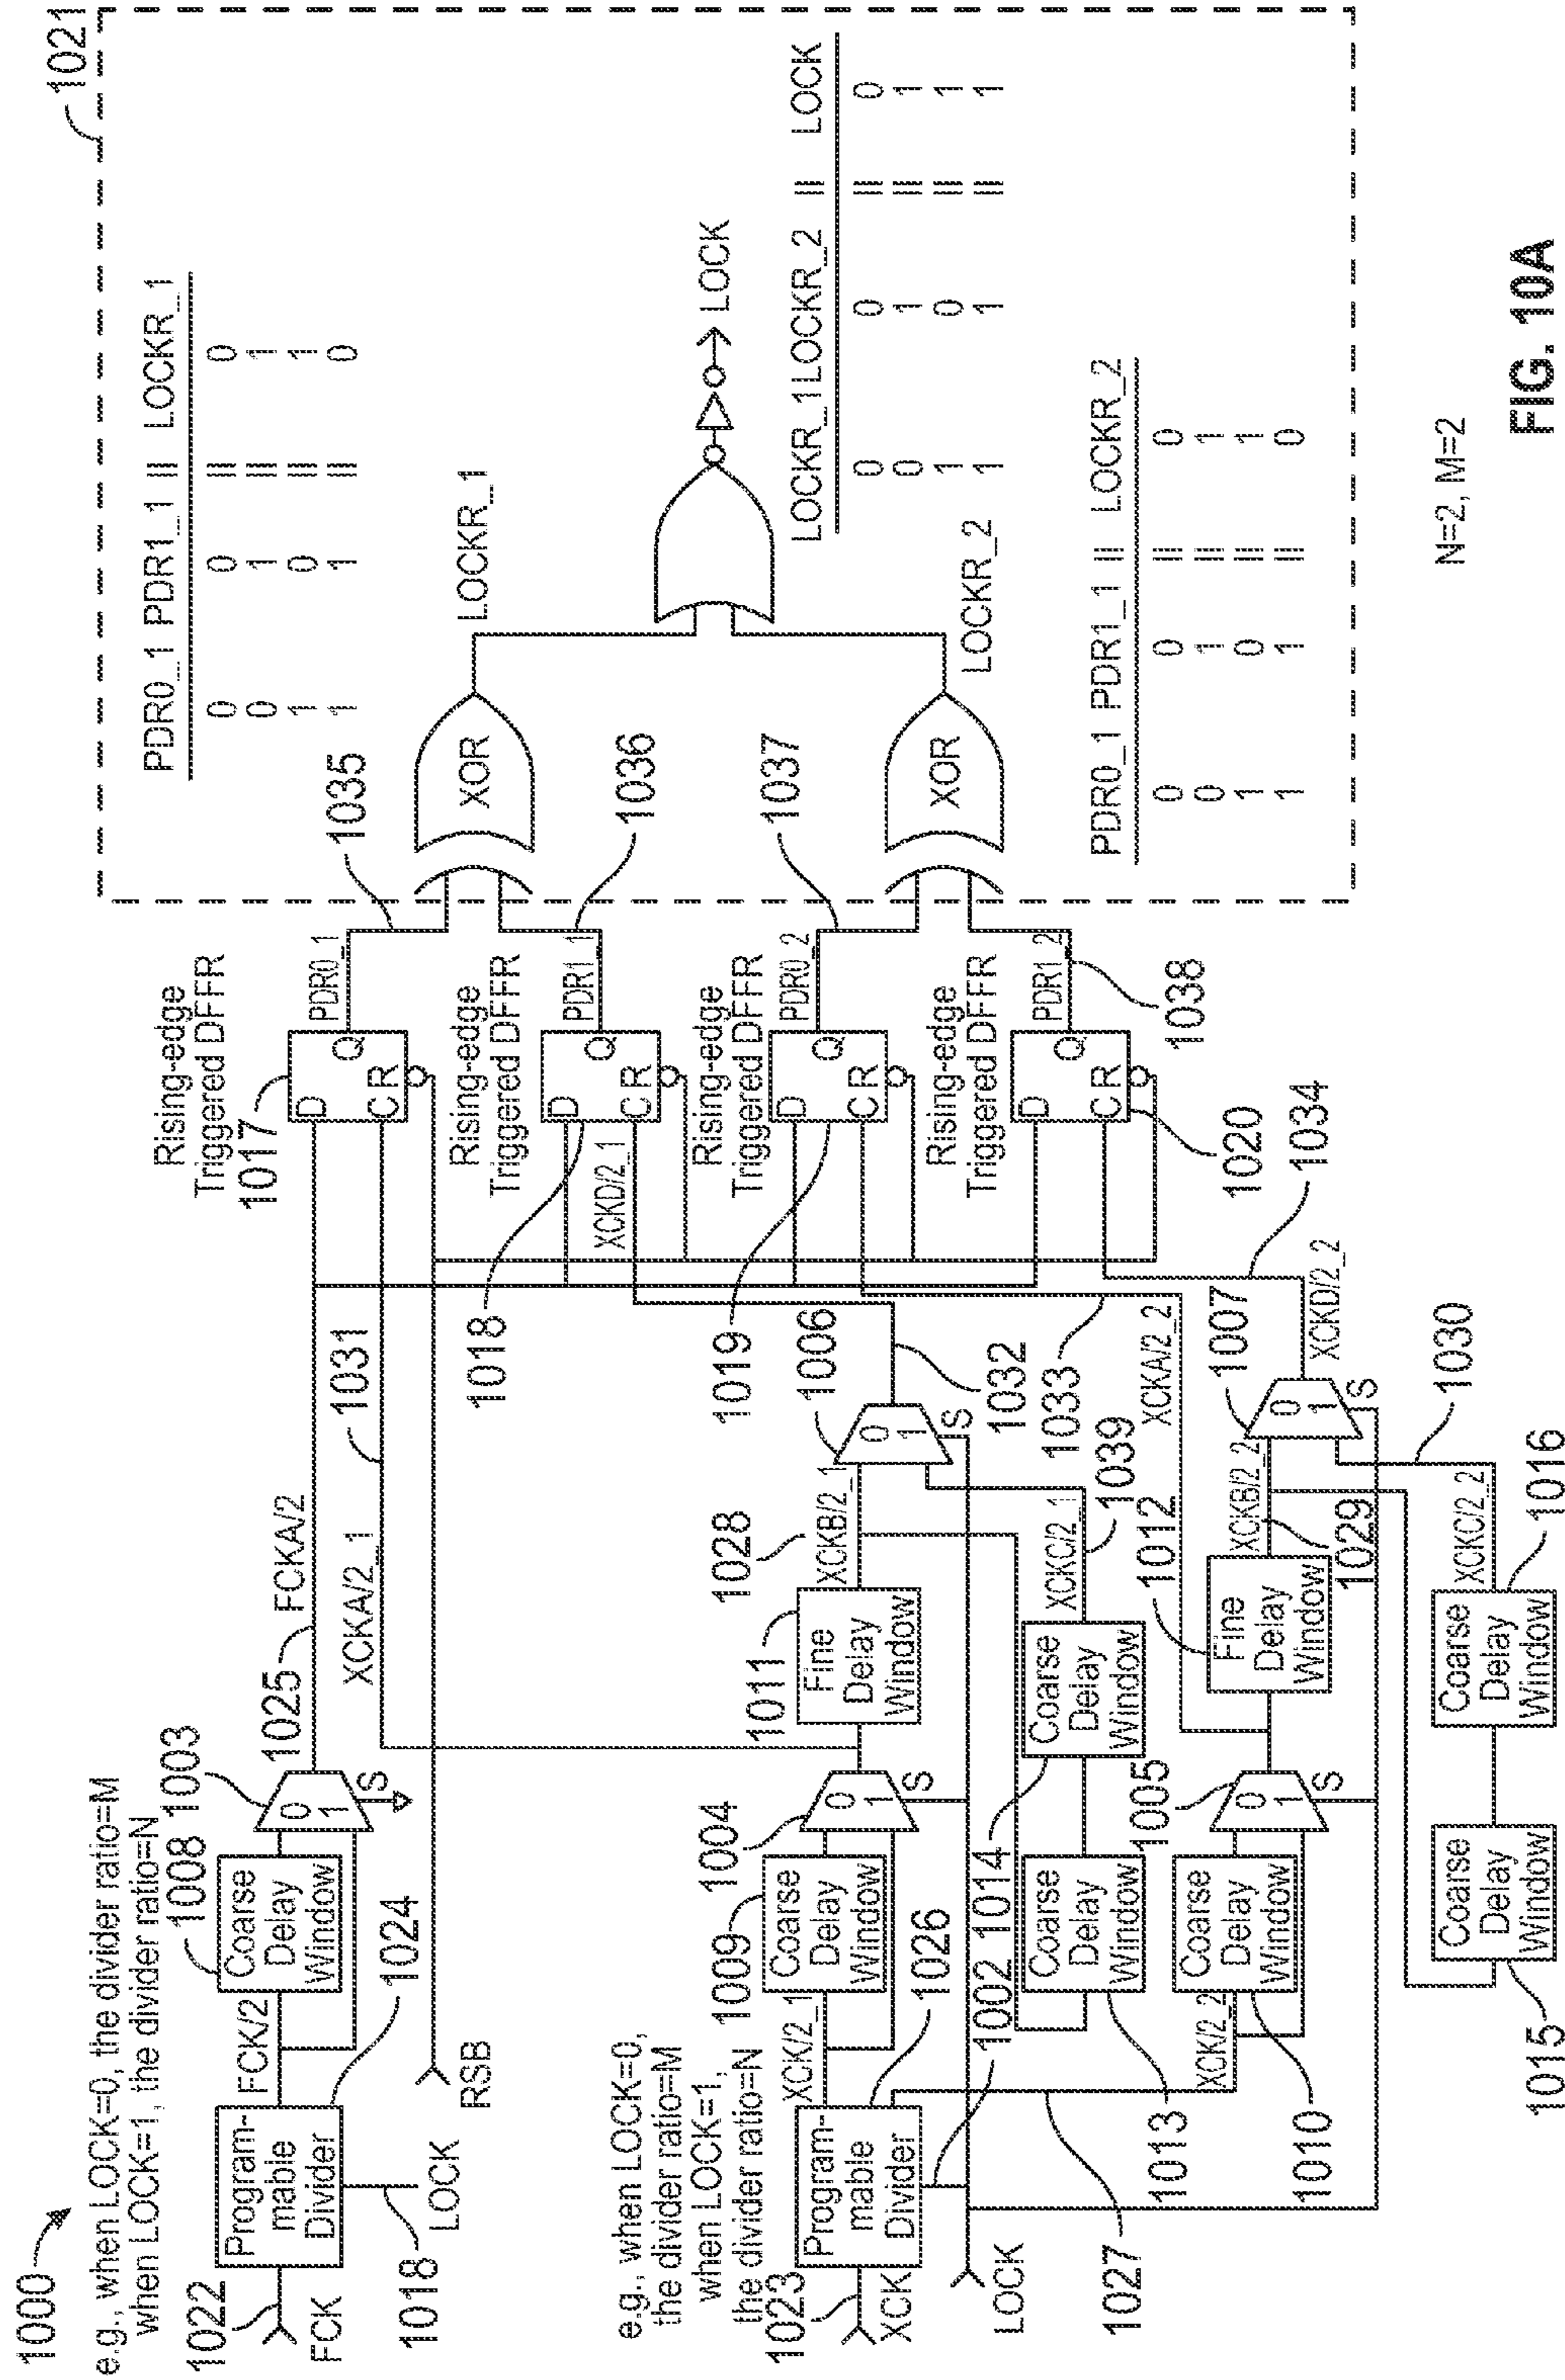 1000
e.g., when LOCK=0, the divider ratio=M
when LOCK=1, the divider ratio=N
1022
FCK
Program-
mable
Divider
1018
LOCK
FCK/2
1024
1008
Coarse
Delay
Window
1003
0
1
S
1025
FCKA/2
XCKA/2_1
1031
RSB
e.g., when LOCK=0,
the divider ratio=M
when LOCK=1,
the divider ratio=N
1023
XCK
Program-
mable
Divider
LOCK
1027
1026
1002
XCK/2_1
1009
Coarse
Delay
Window
1004
0
1
S
1011
Fine
Delay
Window
1028
XCKB/2_1
1006
0
1
S
1032
1013
Coarse
Delay
Window
1014
Coarse
Delay
Window
XCKC/2_1
1039
1033
XCKA/2_2
XCK/2_2
1010
Coarse
Delay
Window
1005
0
1
S
1012
Fine
Delay
Window
XCKB/2_2
1029
1007
0
1
S
XCKD/2_2
1034
1030
1015
Coarse
Delay
Window
1016
Coarse
Delay
Window
XCKC/2_2
Rising-edge
Triggered DFFR
1017
D
Q
C R
PDR0_1
1035
Rising-edge
Triggered DFFR
1018
XCKD/2_1
D
Q
C R
PDR1_1
1036
Rising-edge
Triggered DFFR
1019
D
Q
C R
PDR0_2
1037
Rising-edge
Triggered DFFR
1020
D
Q
C R
PDR1_2
1038
1021
XOR
LOCKR_1
XOR
LOCKR_2
LOCK
PDR0_1 PDR1_1 || LOCKR_1
0 0 || 0
0 1 || 1
1 0 || 1
1 1 || 0
LOCKR_1 LOCKR_2 || LOCK
0 0 || 0
0 1 || 1
1 0 || 1
1 1 || 1
PDR0_1 PDR1_1 || LOCKR_2
0 0 || 0
0 1 || 1
1 0 || 1
1 1 || 0
N=2, M=2
FIG. 10A